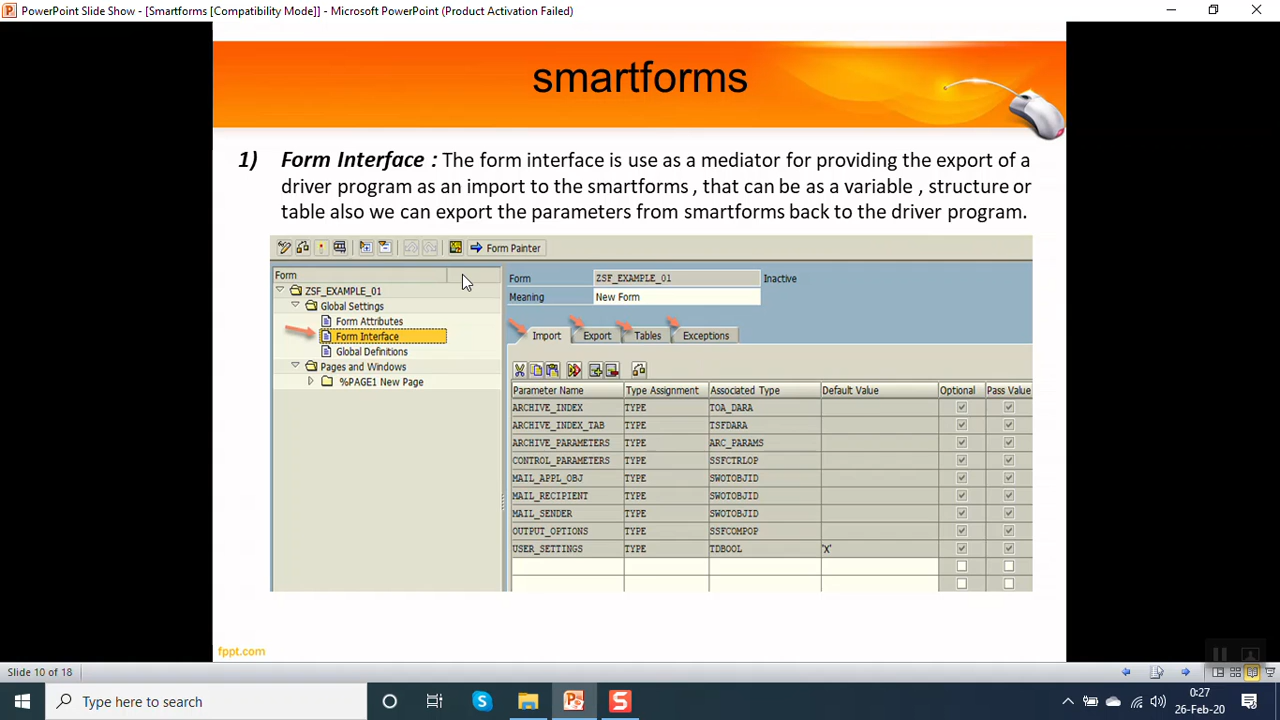 PowerPoint Slide Show - [Smartforms [Compatibility Mode]] - Microsoft PowerPoint (Product Activation Failed)
smartforms
1) Form Interface : The form interface is use as a mediator for providing the export of a
driver program as an import to the smartforms , that can be as a variable , structure or
table also we can export the parameters from smartforms back to the driver program.
Form Painter
Form
ZSF_EXAMPLE_01
Global Settings
Form Attributes
Form Interface
Global Definitions
Pages and Windows
%PAGE1 New Page
Form ZSF_EXAMPLE_01 Inactive
Meaning New Form
Import Export Tables Exceptions
Parameter Name Type Assignment Associated Type Default Value Optional Pass Value
ARCHIVE_INDEX TYPE TOA_DARA
ARCHIVE_INDEX_TAB TYPE TSFDARA
ARCHIVE_PARAMETERS TYPE ARC_PARAMS
CONTROL_PARAMETERS TYPE SSFCTRLOP
MAIL_APPL_OBJ TYPE SWOTOBJID
MAIL_RECIPIENT TYPE SWOTOBJID
MAIL_SENDER TYPE SWOTOBJID
OUTPUT_OPTIONS TYPE SSFCOMPOP
USER_SETTINGS TYPE TDBOOL 'X'
fppt.com
Slide 10 of 18
Type here to search
0:27
26-Feb-20